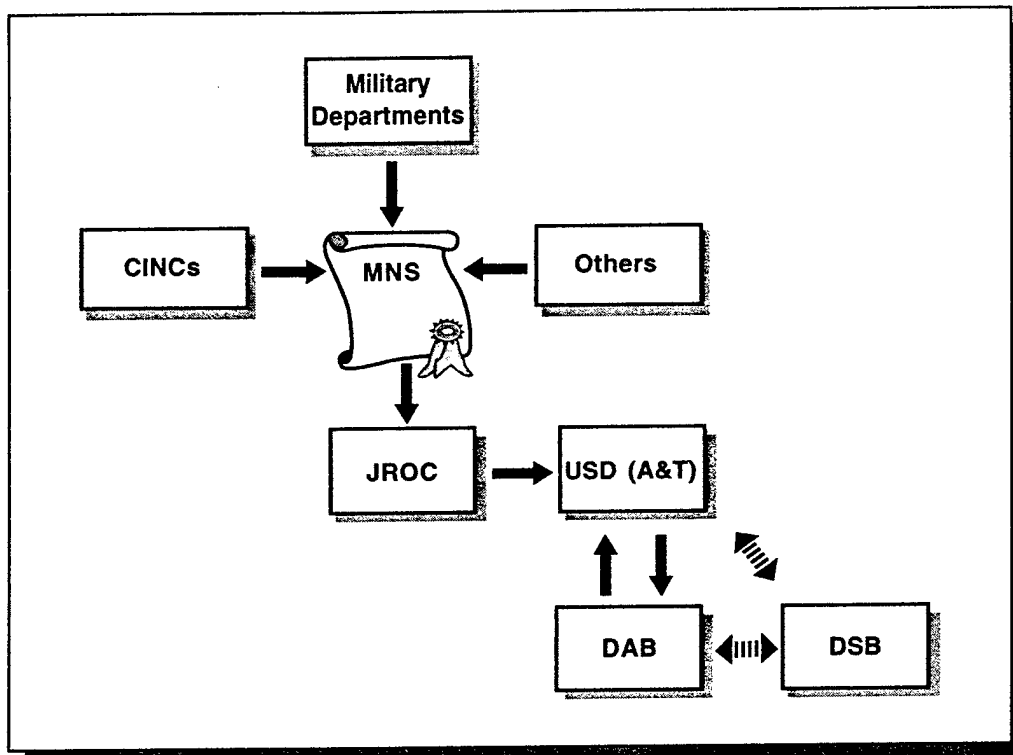 Military
Departments
CINCs
MNS
Others
JROC
USD (A&T)
DAB
DSB